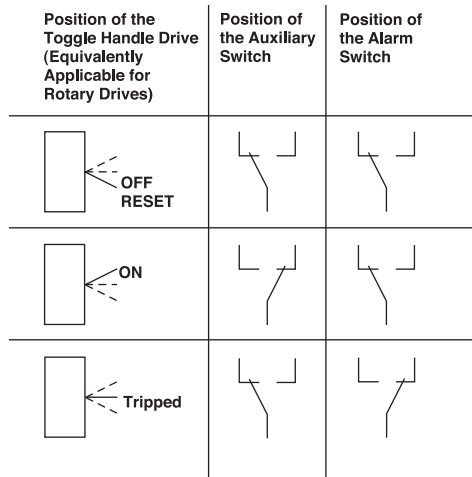 Position of the
Toggle Handle Drive
(Equivalently
Applicable for
Rotary Drives)
Position of
the Auxiliary
Switch
Position of
the Alarm
Switch
OFF
RESET
ON
Tripped